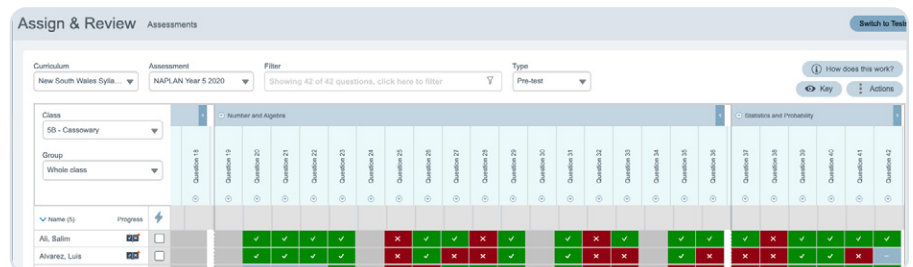 Assign & Review Assessments
Switch to Tests
Curriculum
Assessment
Filter
Type
New South Wales Sylla...
NAPLAN Year 5 2020
Showing 42 of 42 questions, click here to filter
Pre-test
How does this work?
Key
Actions
Class
5B - Cassowary
Group
Whole class
Number and Algebra
Statistics and Probability
Question 18
Question 19
Question 20
Question 21
Question 22
Question 23
Question 24
Question 25
Question 26
Question 27
Question 28
Question 29
Question 30
Question 31
Question 32
Question 33
Question 34
Question 35
Question 36
Question 37
Question 38
Question 39
Question 40
Question 41
Question 42
Name (5)
Progress
Ali, Salim
Alvarez, Luis